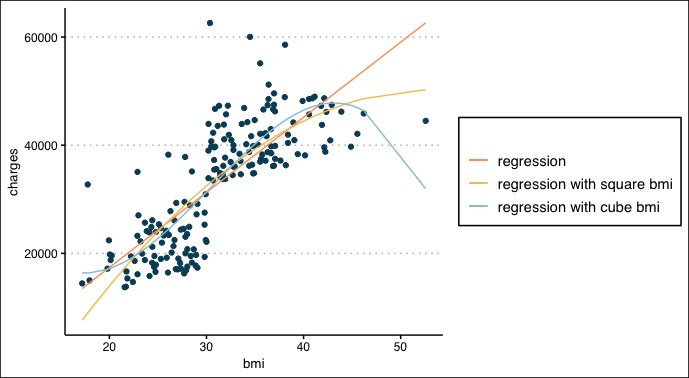 60000
40000
20000
charges
20
30
40
50
bmi
regression
regression with square bmi
regression with cube bmi